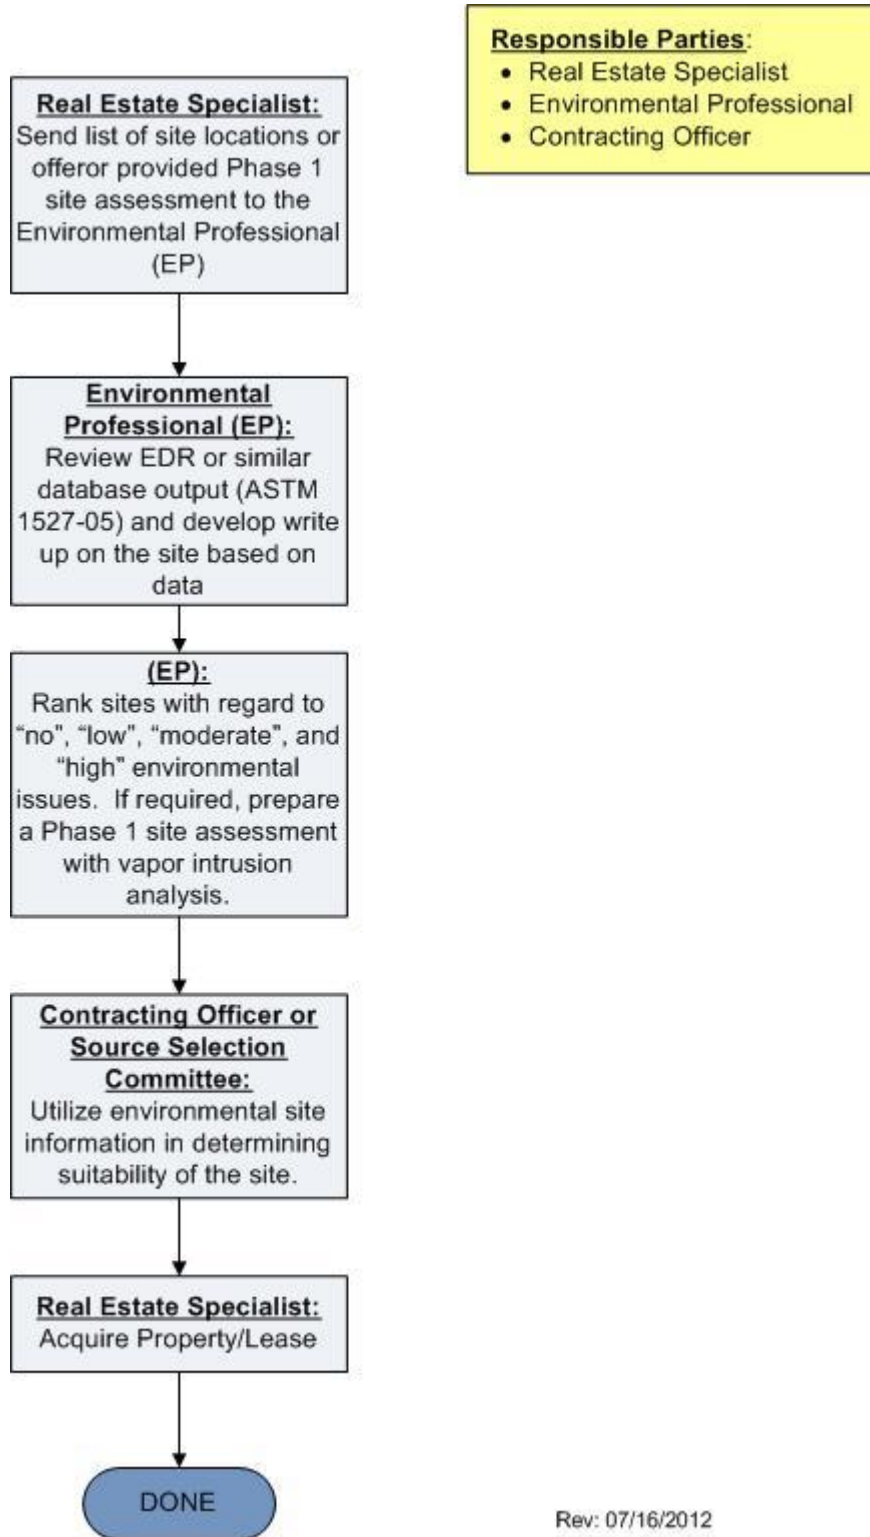 Responsible Parties:
• Real Estate Specialist
• Environmental Professional
• Contracting Officer
Real Estate Specialist:
Send list of site locations or
offeror provided Phase 1
site assessment to the
Environmental Professional
(EP)
Environmental
Professional (EP):
Review EDR or similar
database output (ASTM
1527-05) and develop write
up on the site based on
data
(EP):
Rank sites with regard to
“no”, “low”, “moderate”, and
“high” environmental
issues.  If required, prepare
a Phase 1 site assessment
with vapor intrusion
analysis.
Contracting Officer or
Source Selection
Committee:
Utilize environmental site
information in determining
suitability of the site.
Real Estate Specialist:
Acquire Property/Lease
DONE
Rev: 07/16/2012